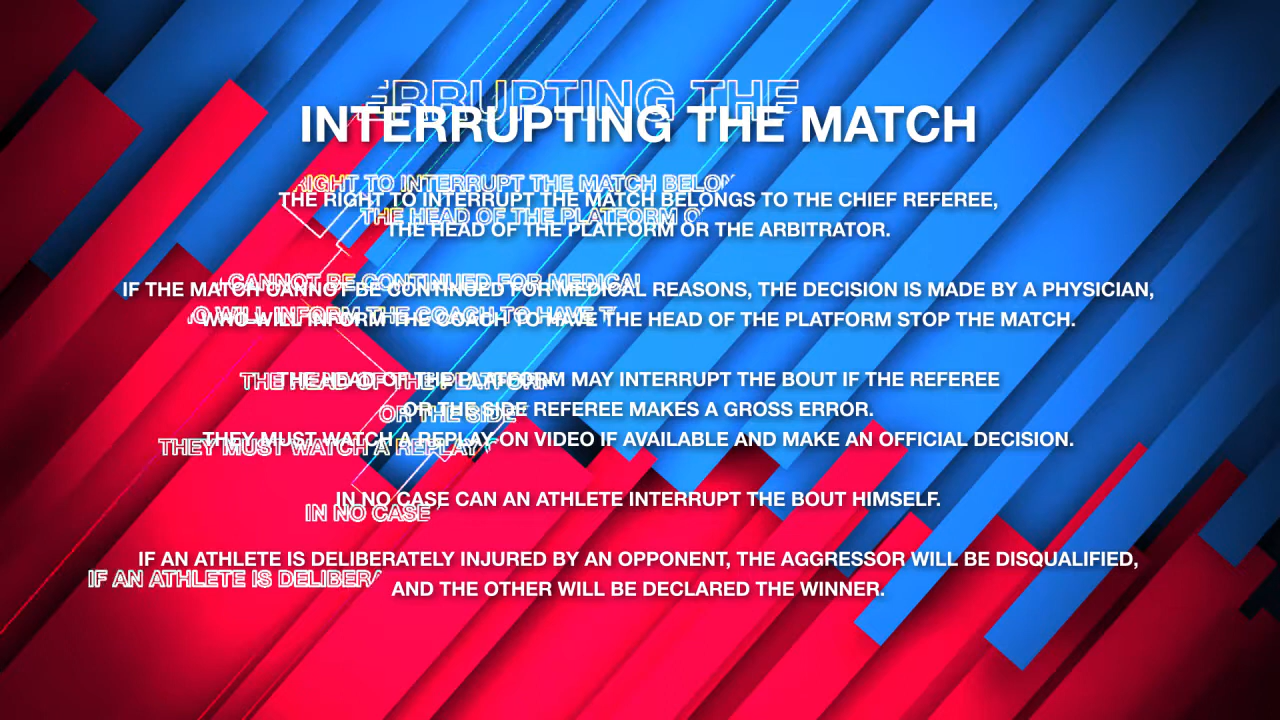 INTERRUPTING THE MATCH
THE RIGHT TO INTERRUPT THE MATCH BELONGS TO THE CHIEF REFEREE,
THE HEAD OF THE PLATFORM OR THE ARBITRATOR.
IF THE MATCH CANNOT BE CONTINUED FOR MEDICAL REASONS, THE DECISION IS MADE BY A PHYSICIAN,
WHO WILL INFORM THE COACH TO HAVE THE HEAD OF THE PLATFORM STOP THE MATCH.
THE HEAD OF THE PLATFORM MAY INTERRUPT THE BOUT IF THE REFEREE
OR THE SIDE REFEREE MAKES A GROSS ERROR.
THEY MUST WATCH A REPLAY ON VIDEO IF AVAILABLE AND MAKE AN OFFICIAL DECISION.
IN NO CASE CAN AN ATHLETE INTERRUPT THE BOUT HIMSELF.
IF AN ATHLETE IS DELIBERATELY INJURED BY AN OPPONENT, THE AGGRESSOR WILL BE DISQUALIFIED,
AND THE OTHER WILL BE DECLARED THE WINNER.